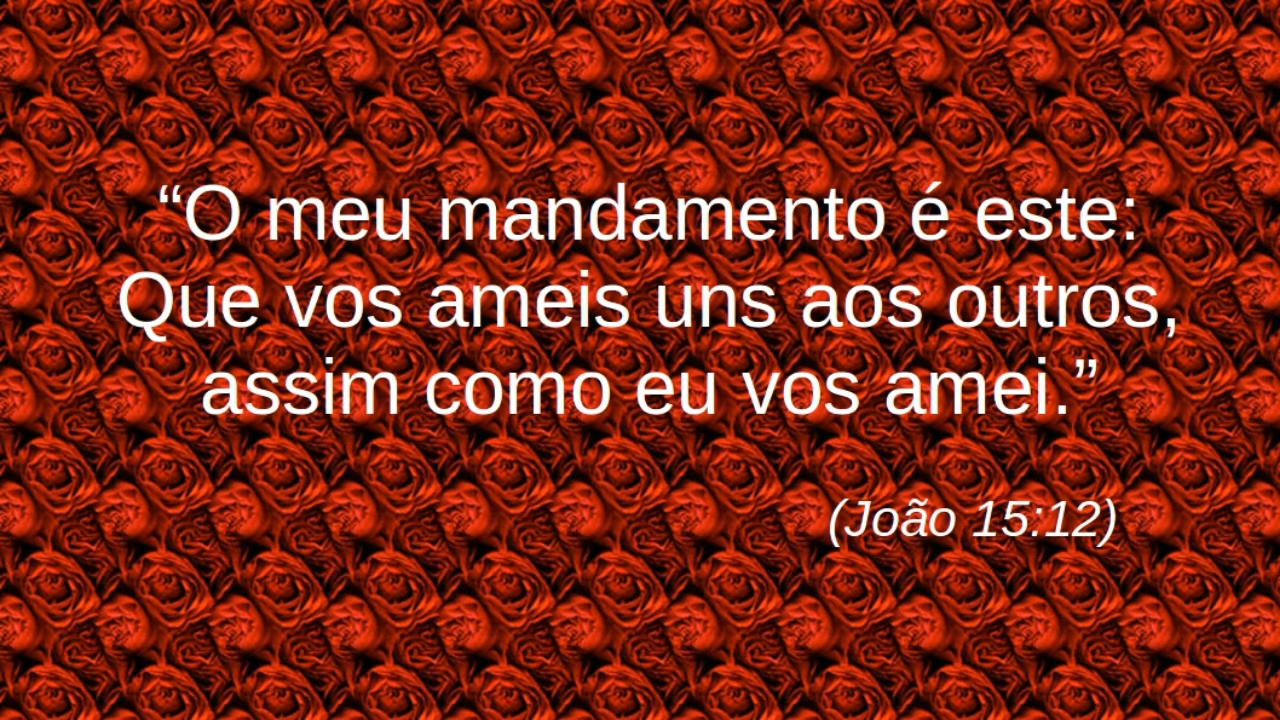 “O meu mandamento é este:
Que vos ameis uns aos outros,
assim como eu vos amei.”
(João 15:12)